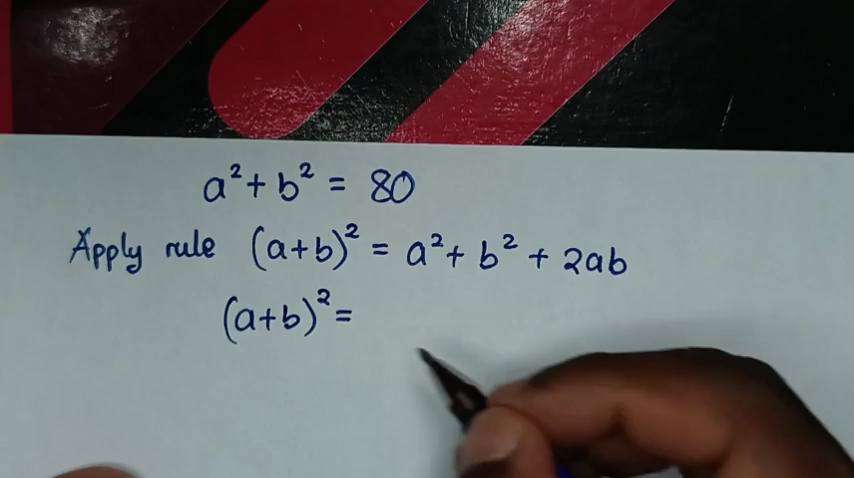 a² + b² = 80
Apply rule (a+b)² = a² + b² + 2ab
(a+b)² =